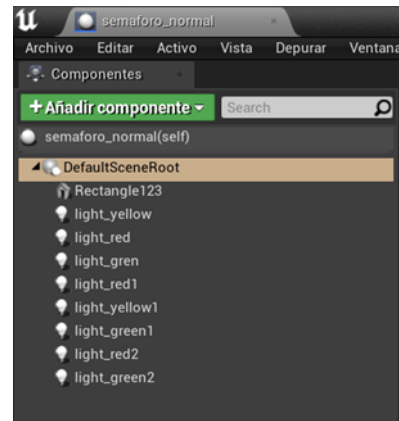 semaforo_normal
Archivo Editar Activo Vista Depurar Ventana
Componentes
+Añadir componente Search
semaforo_normal(self)
DefaultSceneRoot
Rectangle123
light_yellow
light_red
light_gren
light_red1
light_yellow1
light_green1
light_red2
light_green2